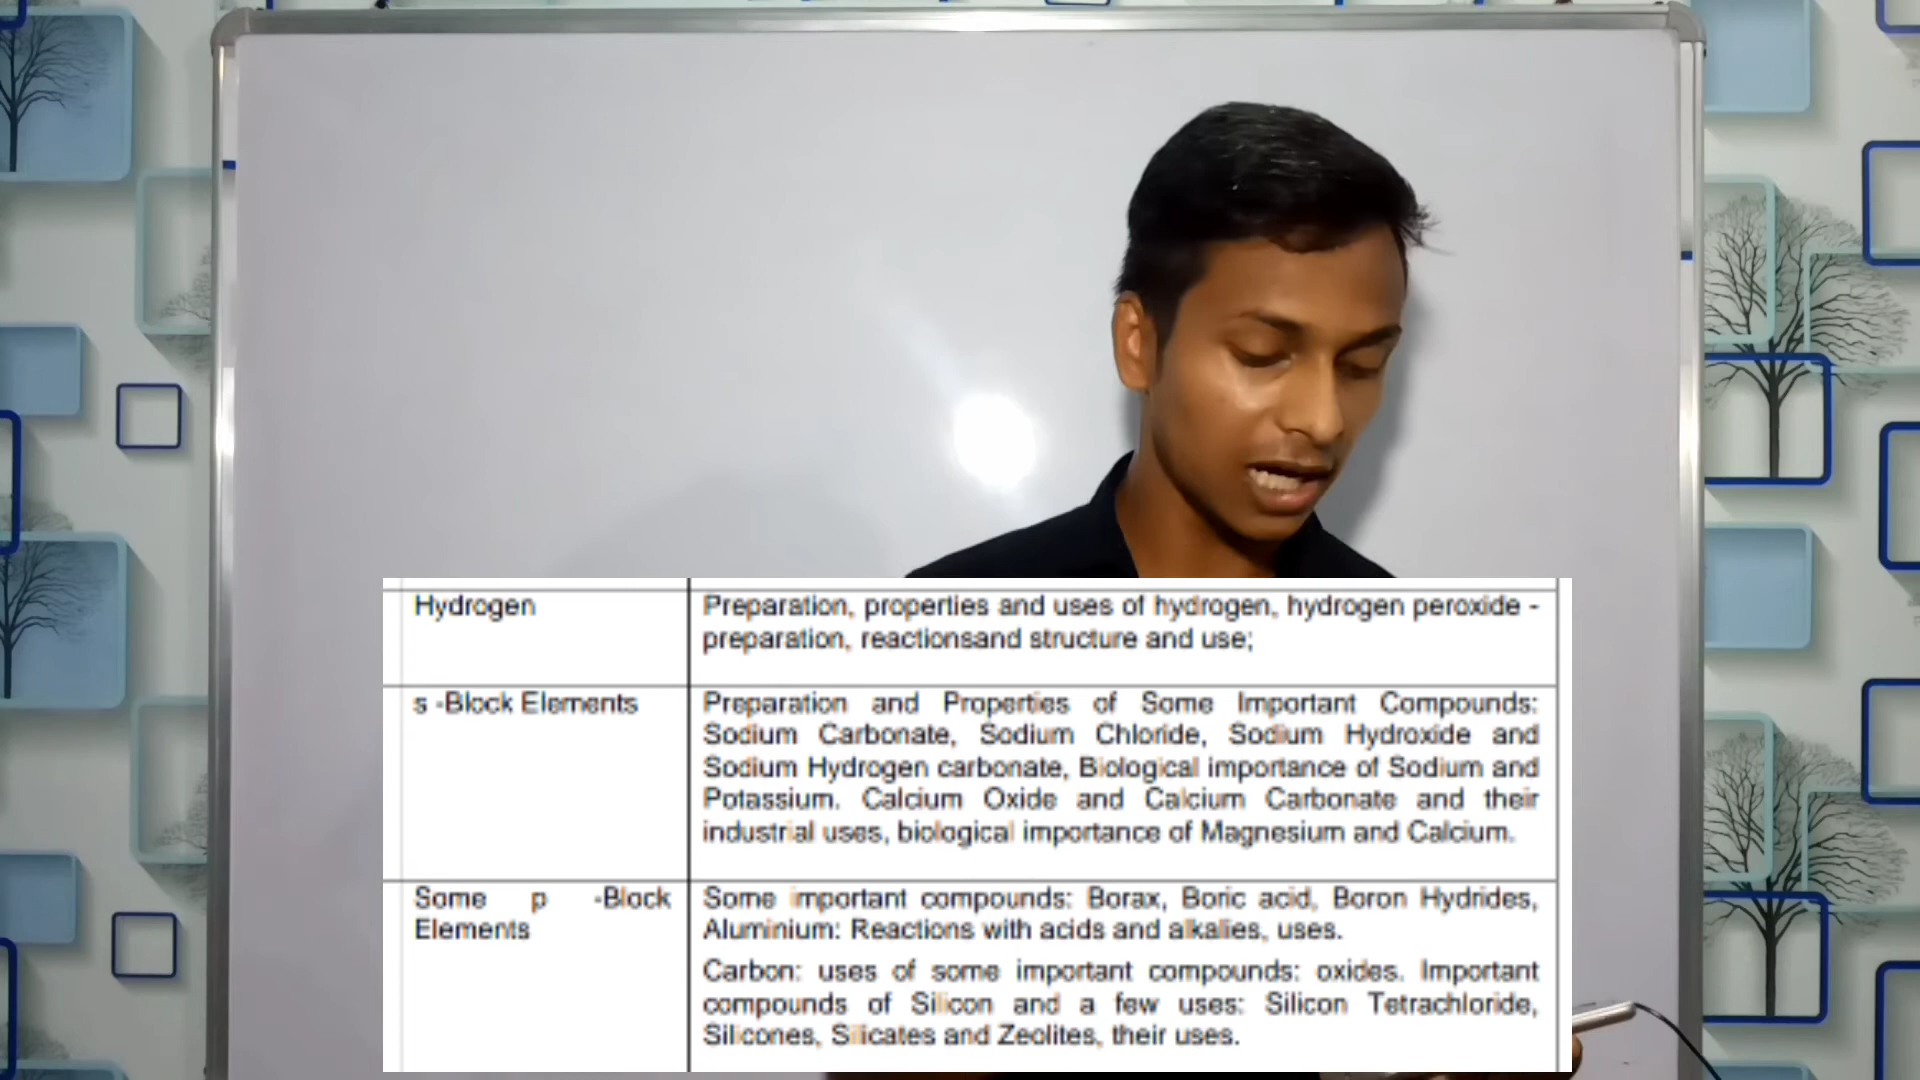 Hydrogen
Preparation, properties and uses of hydrogen, hydrogen peroxide -
preparation, reactionsand structure and use;
s -Block Elements
Preparation and Properties of Some Important Compounds:
Sodium Carbonate, Sodium Chloride, Sodium Hydroxide and
Sodium Hydrogen carbonate, Biological importance of Sodium and
Potassium. Calcium Oxide and Calcium Carbonate and their
industrial uses, biological importance of Magnesium and Calcium.
Some p -Block
Elements
Some important compounds: Borax, Boric acid, Boron Hydrides,
Aluminium: Reactions with acids and alkalies, uses.
Carbon: uses of some important compounds: oxides. Important
compounds of Silicon and a few uses: Silicon Tetrachloride,
Silicones, Silicates and Zeolites, their uses.